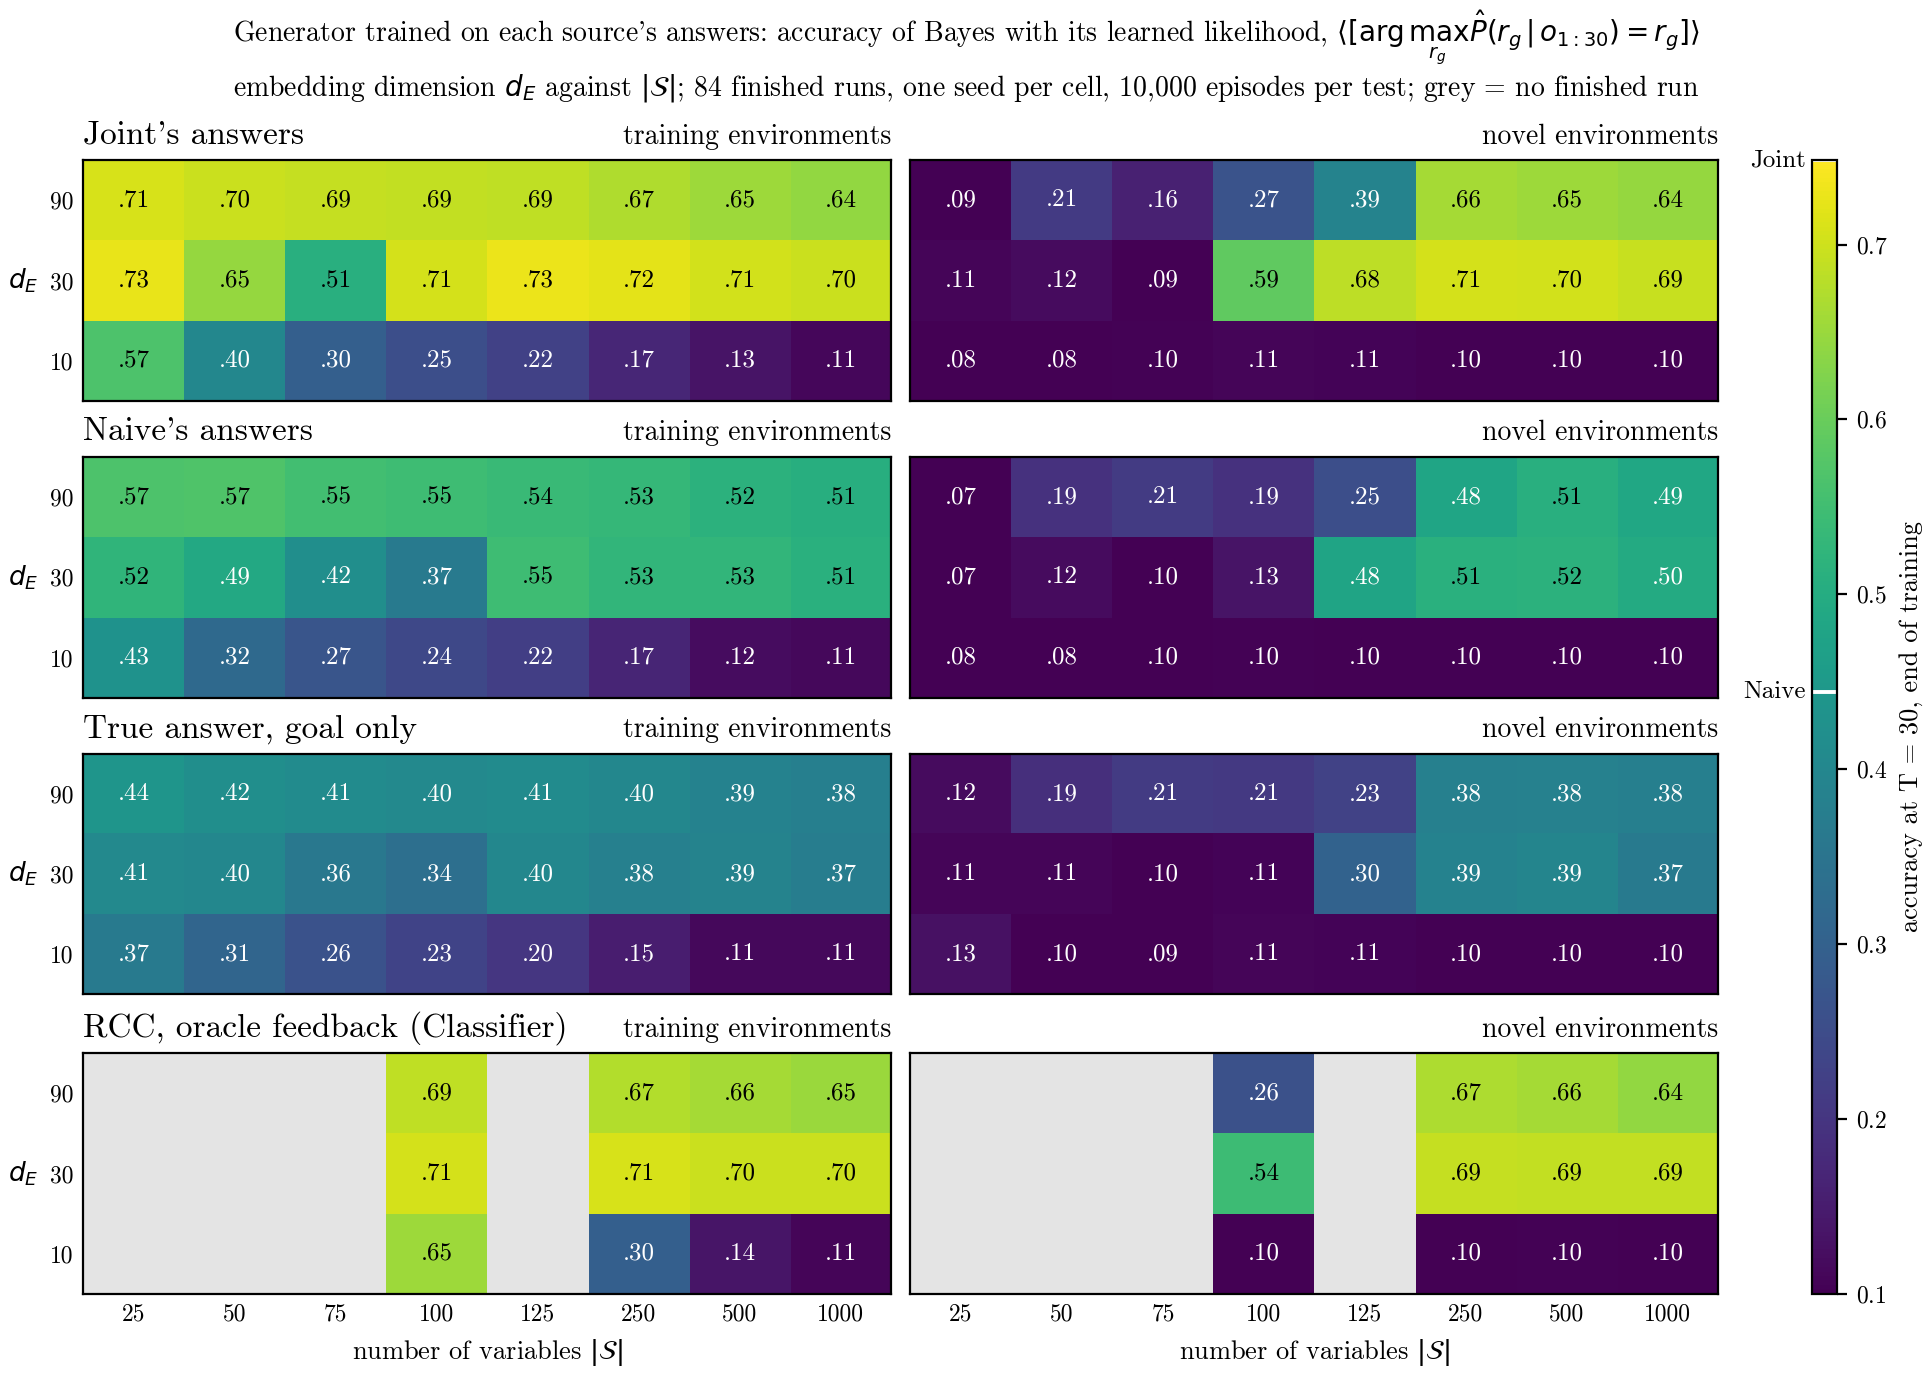 Generator trained on each source's answers: accuracy of Bayes with its learned likelihood, ⟨[arg max_{r_g} P̂(r_g | o_{1:30}) = r_g]⟩
embedding dimension d_E against |𝒮|; 84 finished runs, one seed per cell, 10,000 episodes per test; grey = no finished run
Joint's answers training environments novel environments
90 .71 .70 .69 .69 .69 .67 .65 .64 .09 .21 .16 .27 .39 .66 .65 .64
d_E 30 .73 .65 .51 .71 .73 .72 .71 .70 .11 .12 .09 .59 .68 .71 .70 .69
10 .57 .40 .30 .25 .22 .17 .13 .11 .08 .08 .10 .11 .11 .10 .10 .10
Naive's answers training environments novel environments
90 .57 .57 .55 .55 .54 .53 .52 .51 .07 .19 .21 .19 .25 .48 .51 .49
d_E 30 .52 .49 .42 .37 .55 .53 .53 .51 .07 .12 .10 .13 .48 .51 .52 .50
10 .43 .32 .27 .24 .22 .17 .12 .11 .08 .08 .10 .10 .10 .10 .10 .10
True answer, goal only training environments novel environments
90 .44 .42 .41 .40 .41 .40 .39 .38 .12 .19 .21 .21 .23 .38 .38 .38
d_E 30 .41 .40 .36 .34 .40 .38 .39 .37 .11 .11 .10 .11 .30 .39 .39 .37
10 .37 .31 .26 .23 .20 .15 .11 .11 .13 .10 .09 .11 .11 .10 .10 .10
RCC, oracle feedback (Classifier) training environments novel environments
90 .69 .67 .66 .65 .26 .67 .66 .64
d_E 30 .71 .71 .70 .70 .54 .69 .69 .69
10 .65 .30 .14 .11 .10 .10 .10 .10
25 50 75 100 125 250 500 1000 25 50 75 100 125 250 500 1000
number of variables |𝒮| number of variables |𝒮|
Joint
0.7
0.6
0.5
Naive
0.4
0.3
0.2
0.1
accuracy at T = 30, end of training